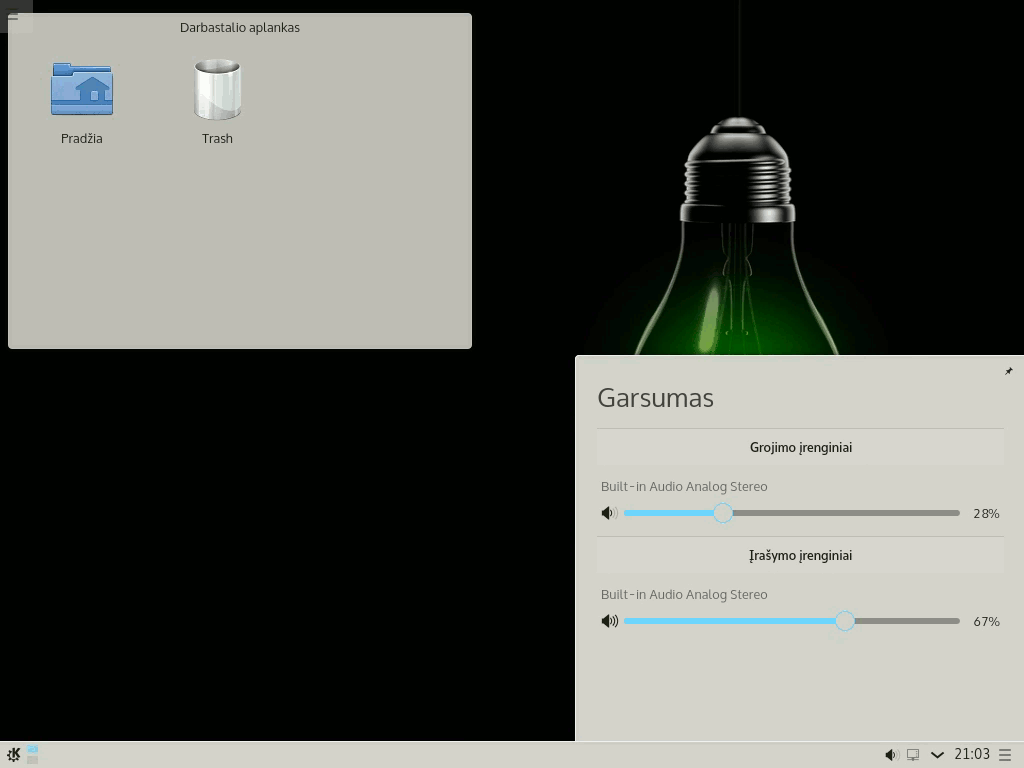 Darbastalio aplankas
Pradžia
Trash
Garsumas
Grojimo įrenginiai
Built-in Audio Analog Stereo
28%
Įrašymo įrenginiai
Built-in Audio Analog Stereo
67%
21:03